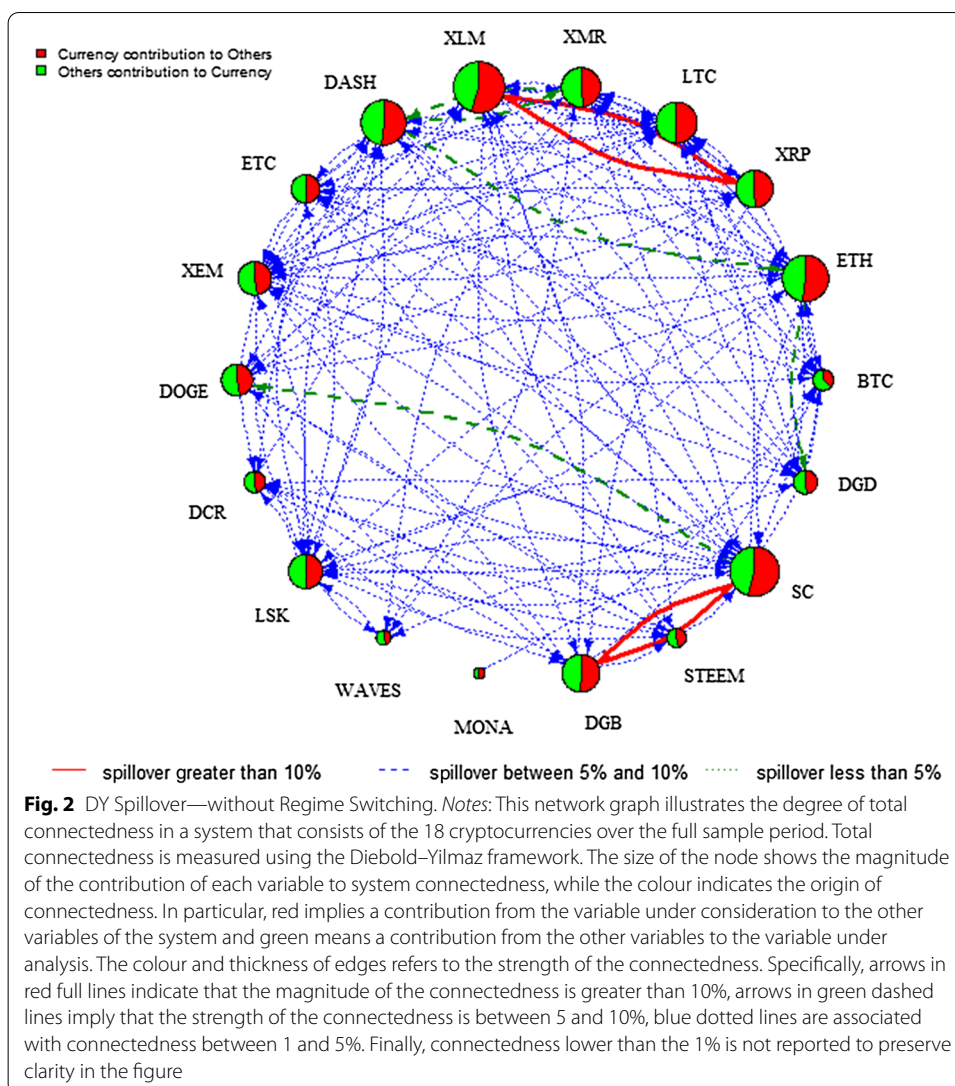 XLM
XMR
Currency contribution to Others
Others contribution to Currency
LTC
DASH
XRP
ETC
ETH
XEM
BTC
DOGE
DGD
DCR
SC
LSK
STEEM
WAVES
DGB
MONA
spillover greater than 10%
spillover between 5% and 10%
spillover less than 5%
Fig. 2 DY Spillover—without Regime Switching. Notes: This network graph illustrates the degree of total
connectedness in a system that consists of the 18 cryptocurrencies over the full sample period. Total
connectedness is measured using the Diebold–Yilmaz framework. The size of the node shows the magnitude
of the contribution of each variable to system connectedness, while the colour indicates the origin of
connectedness. In particular, red implies a contribution from the variable under consideration to the other
variables of the system and green means a contribution from the other variables to the variable under
analysis. The colour and thickness of edges refers to the strength of the connectedness. Specifically, arrows in
red full lines indicate that the magnitude of the connectedness is greater than 10%, arrows in green dashed
lines imply that the strength of the connectedness is between 5 and 10%, blue dotted lines are associated
with connectedness between 1 and 5%. Finally, connectedness lower than the 1% is not reported to preserve
clarity in the figure